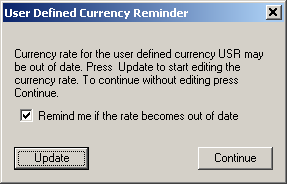 User Defined Currency Reminder
Currency rate for the user defined currency USR may
be out of date. Press Update to start editing the
currency rate. To continue without editing press
Continue.
Remind me if the rate becomes out of date
Update
Continue